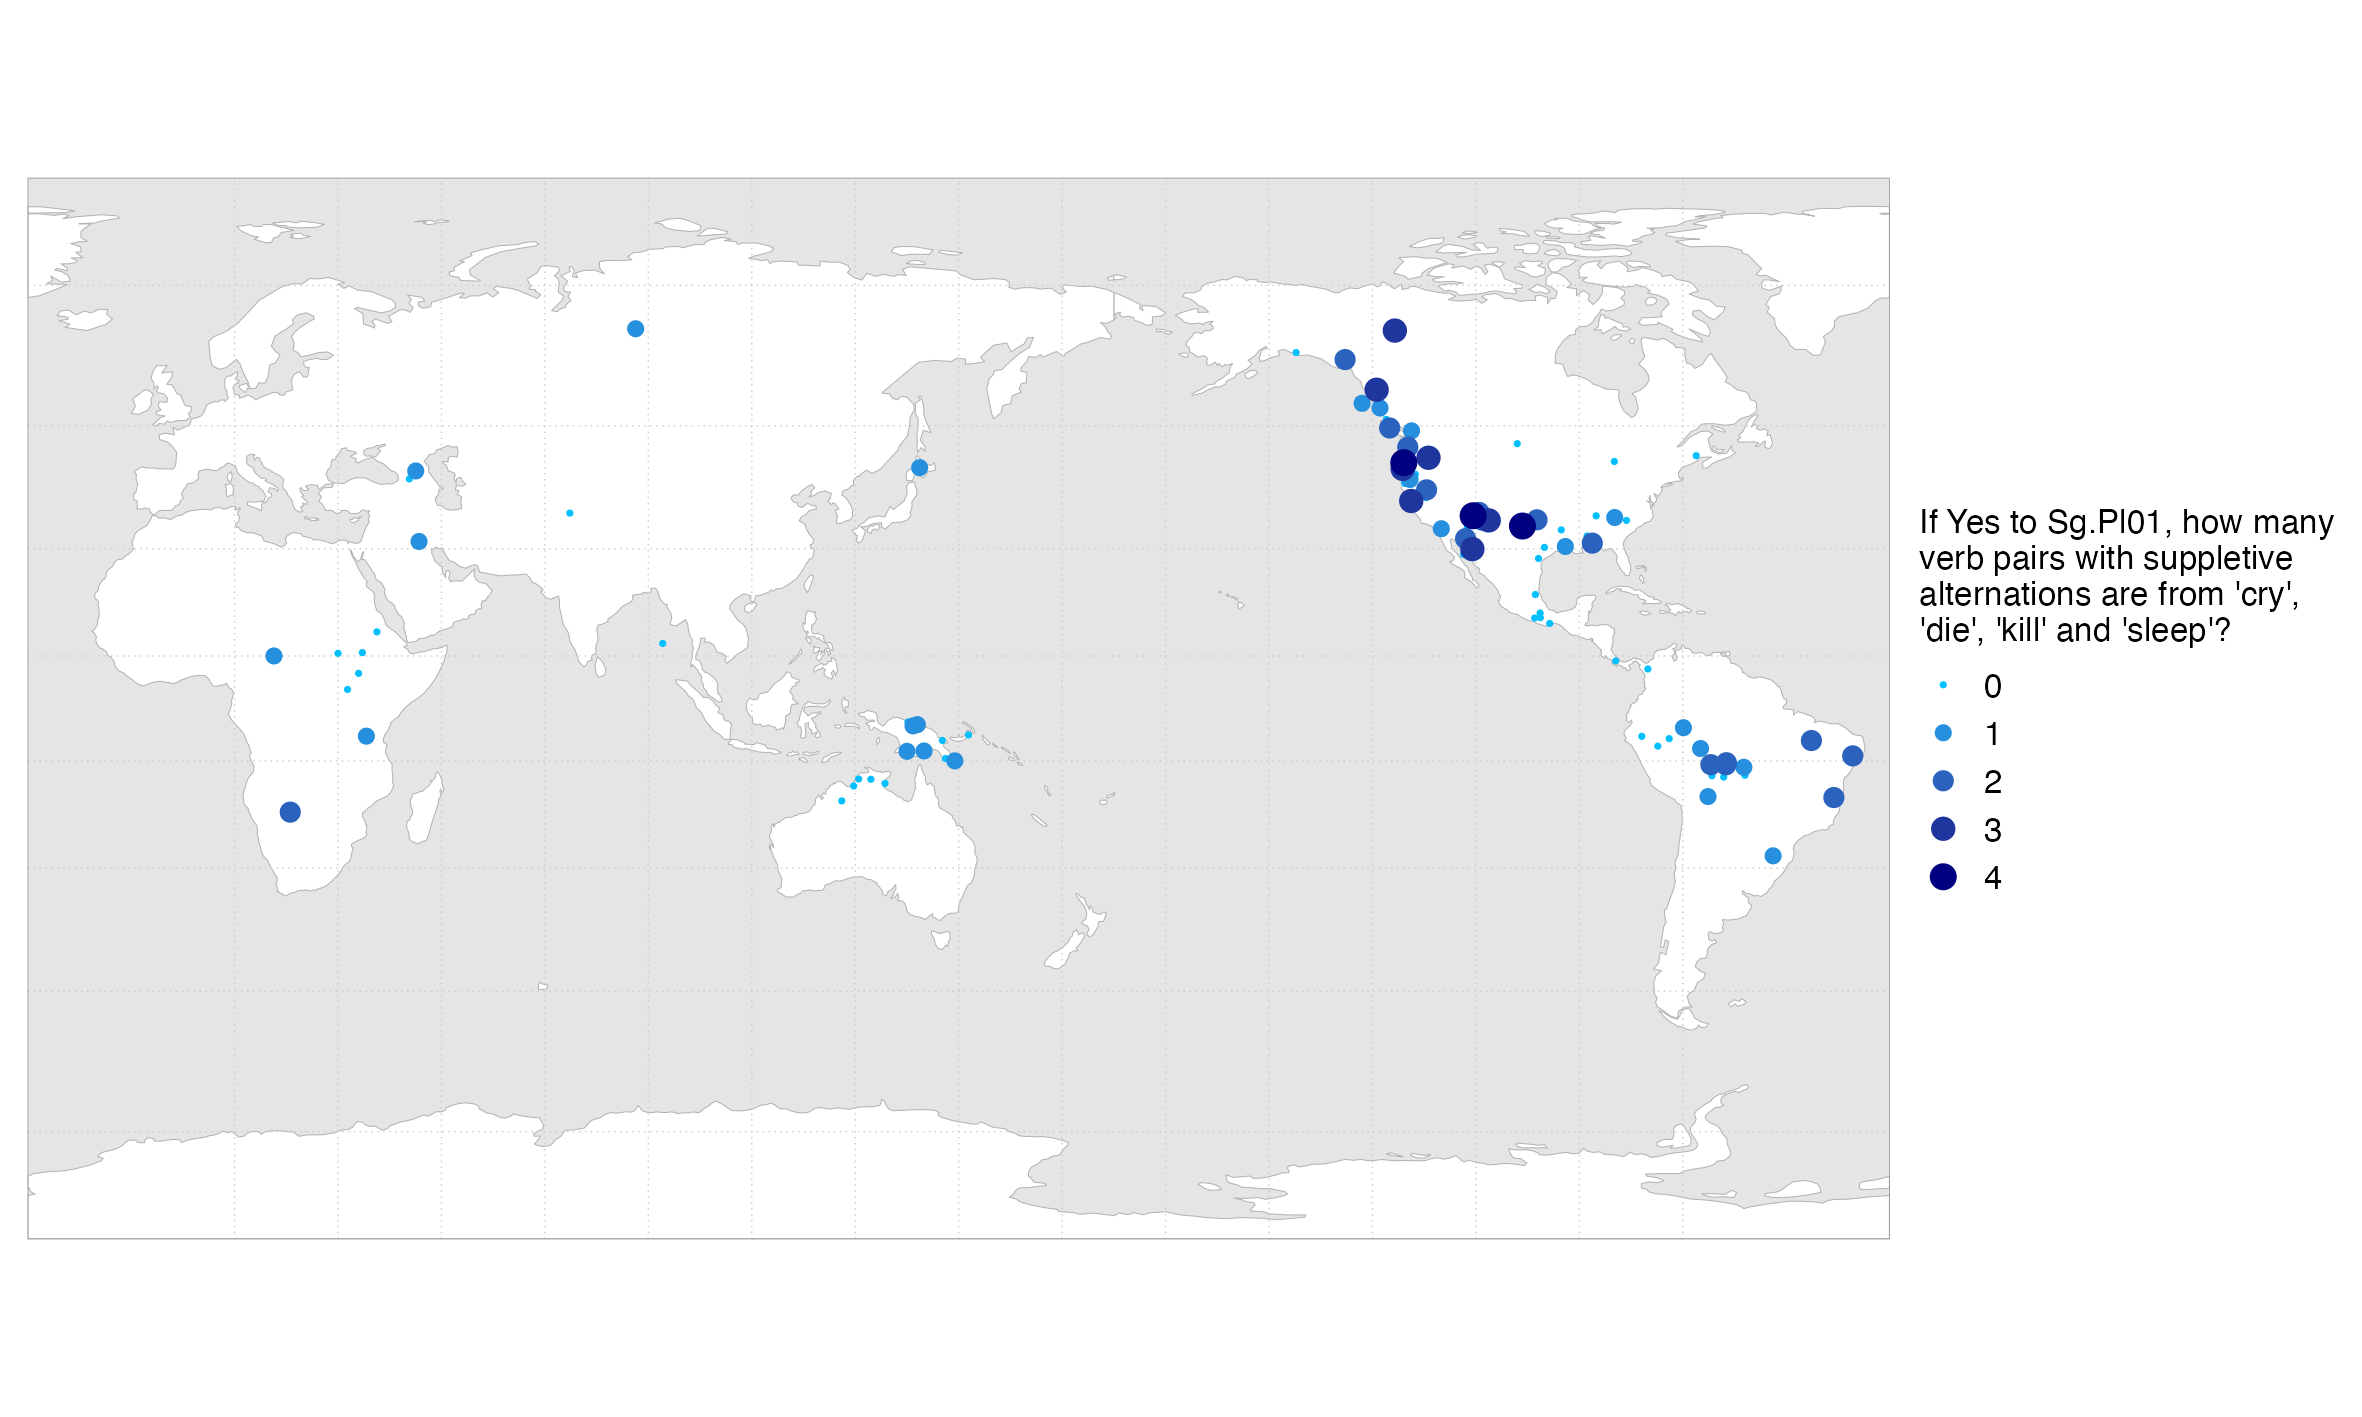 If Yes to Sg.Pl01, how many
verb pairs with suppletive
alternations are from 'cry',
'die', 'kill' and 'sleep'?
0
1
2
3
4